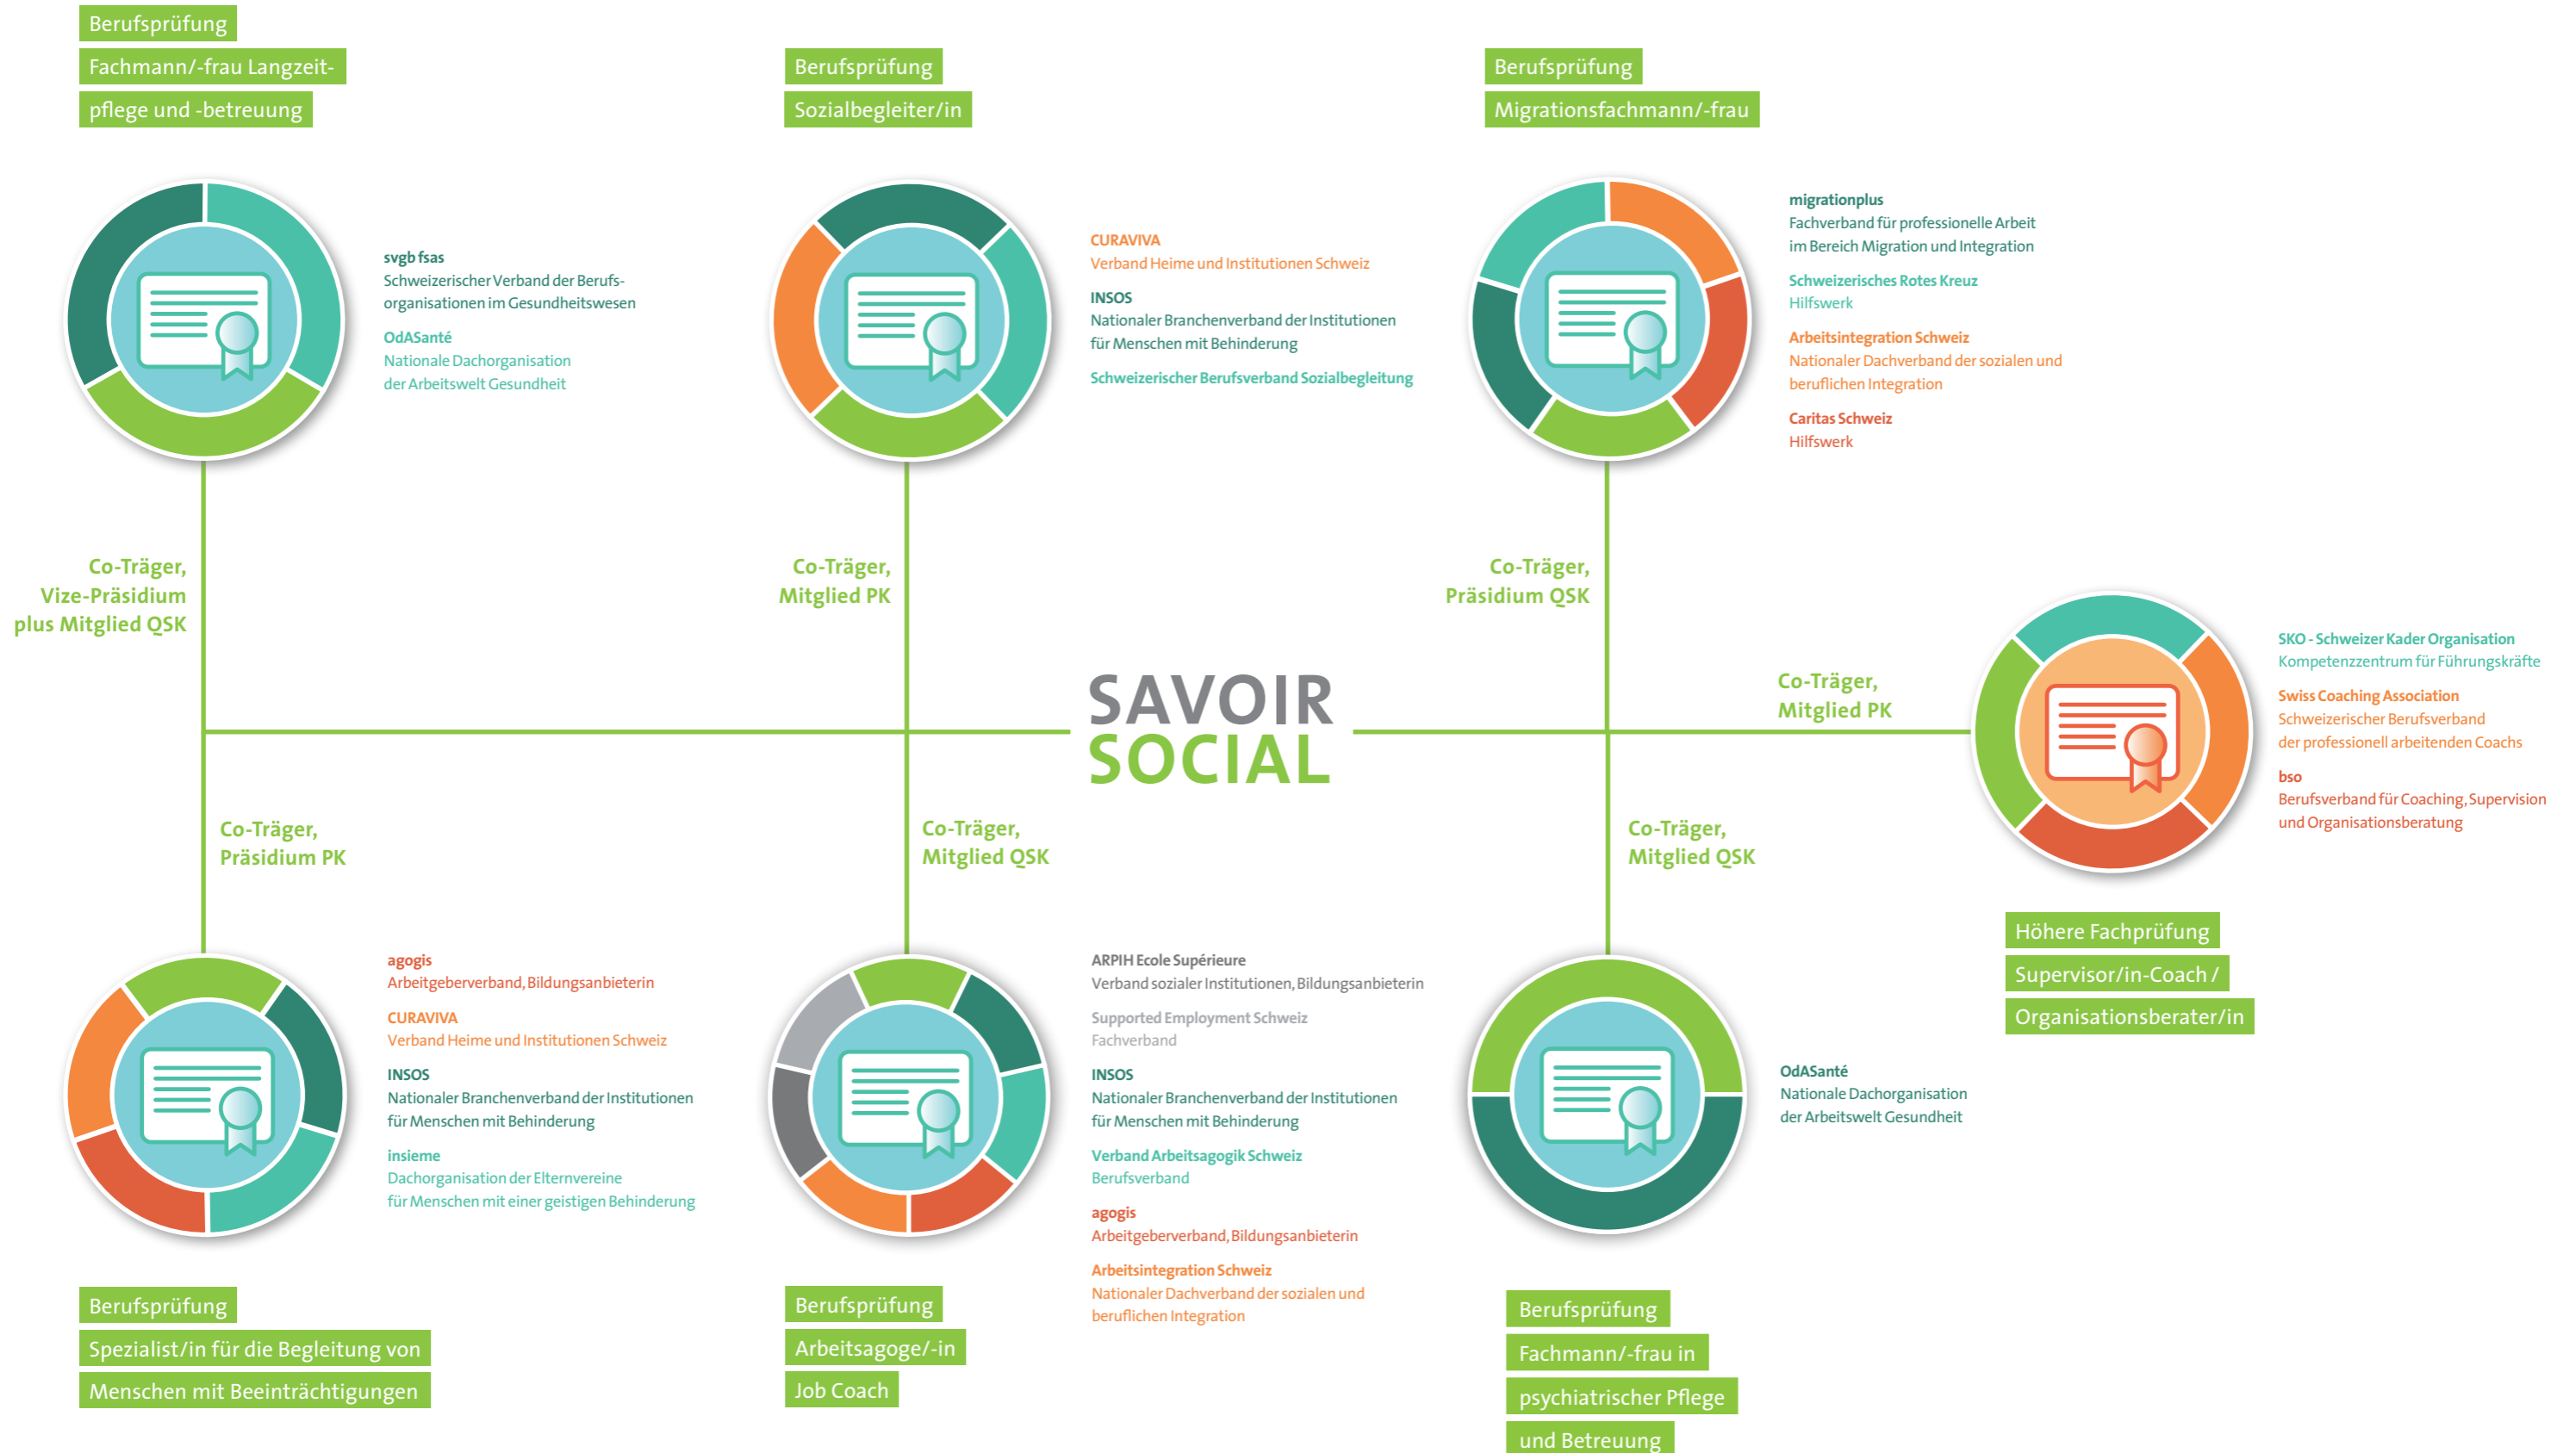 Berufsprüfung
Fachmann/-frau Langzeit-
pflege und -betreuung
Berufsprüfung
Sozialbegleiter/in
Berufsprüfung
Migrationsfachmann/-frau
svgb fsas
Schweizerischer Verband der Berufs-
organisationen im Gesundheitswesen
OdASanté
Nationale Dachorganisation
der Arbeitswelt Gesundheit
CURAVIVA
Verband Heime und Institutionen Schweiz
INSOS
Nationaler Branchenverband der Institutionen
für Menschen mit Behinderung
Schweizerischer Berufsverband Sozialbegleitung
migrationplus
Fachverband für professionelle Arbeit
im Bereich Migration und Integration
Schweizerisches Rotes Kreuz
Hilfswerk
Arbeitsintegration Schweiz
Nationaler Dachverband der sozialen und
beruflichen Integration
Caritas Schweiz
Hilfswerk
Co-Träger,
Vize-Präsidium
plus Mitglied QSK
Co-Träger,
Mitglied PK
Co-Träger,
Präsidium QSK
SAVOIR
SOCIAL
Co-Träger,
Mitglied PK
SKO - Schweizer Kader Organisation
Kompetenzzentrum für Führungskräfte
Swiss Coaching Association
Schweizerischer Berufsverband
der professionell arbeitenden Coachs
bso
Berufsverband für Coaching, Supervision
und Organisationsberatung
Höhere Fachprüfung
Supervisor/in-Coach /
Organisationsberater/in
Co-Träger,
Präsidium PK
Co-Träger,
Mitglied QSK
Co-Träger,
Mitglied QSK
agogis
Arbeitgeberverband, Bildungsanbieterin
CURAVIVA
Verband Heime und Institutionen Schweiz
INSOS
Nationaler Branchenverband der Institutionen
für Menschen mit Behinderung
insieme
Dachorganisation der Elternvereine
für Menschen mit einer geistigen Behinderung
ARPIH Ecole Supérieure
Verband sozialer Institutionen, Bildungsanbieterin
Supported Employment Schweiz
Fachverband
INSOS
Nationaler Branchenverband der Institutionen
für Menschen mit Behinderung
Verband Arbeitsagogik Schweiz
Berufsverband
agogis
Arbeitgeberverband, Bildungsanbieterin
Arbeitsintegration Schweiz
Nationaler Dachverband der sozialen und
beruflichen Integration
OdASanté
Nationale Dachorganisation
der Arbeitswelt Gesundheit
Berufsprüfung
Spezialist/in für die Begleitung von
Menschen mit Beeinträchtigungen
Berufsprüfung
Arbeitsagoge/-in
Job Coach
Berufsprüfung
Fachmann/-frau in
psychiatrischer Pflege
und Betreuung